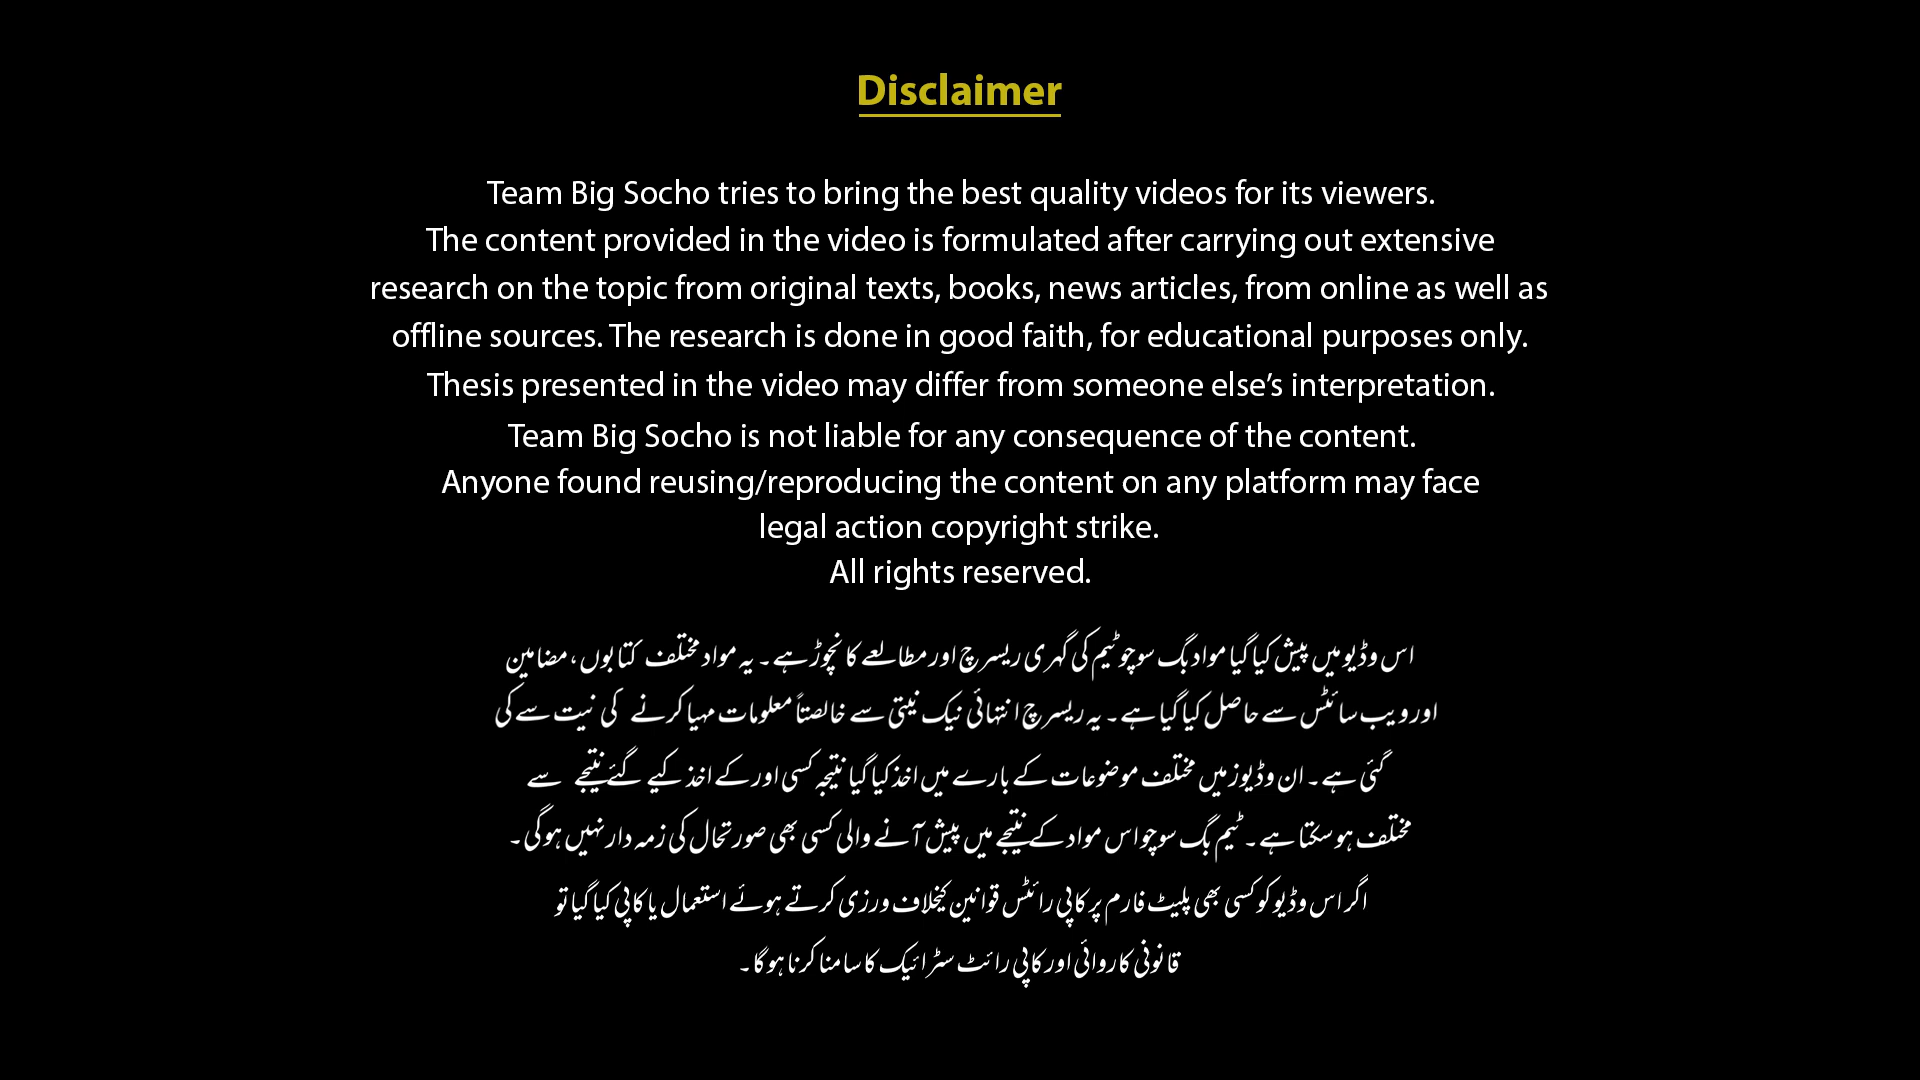 Disclaimer
Team Big Socho tries to bring the best quality videos for its viewers.
The content provided in the video is formulated after carrying out extensive
research on the topic from original texts, books, news articles, from online as well as
offline sources. The research is done in good faith, for educational purposes only.
Thesis presented in the video may differ from someone else’s interpretation.
Team Big Socho is not liable for any consequence of the content.
Anyone found reusing/reproducing the content on any platform may face
legal action copyright strike.
All rights reserved.
اس وڈیو میں پیش کیا گیا مواد بگ سوچو ٹیم کی گہری ریسرچ اور مطالعے کا نچوڑ ہے۔ یہ مواد مختلف کتابوں، مضامین
اور ویب سائٹس سے حاصل کیا گیا ہے۔ یہ ریسرچ انتہائی نیک نیتی سے خالصتاً معلومات مہیا کرنے کی نیت سے کی
گئی ہے۔ ان وڈیوز میں مختلف موضوعات کے بارے میں اخذ کیا گیا نتیجہ کسی اور کے اخذ کیے گئے نتیجے سے
مختلف ہو سکتا ہے۔ ٹیم بگ سوچو اس مواد کے نتیجے میں پیش آنے والی کسی بھی صورتحال کی زمہ دار نہیں ہو گی۔
اگر اس وڈیو کو کسی بھی پلیٹ فارم پر کاپی رائٹس قوانین کیخلاف ورزی کرتے ہوئے استعمال یا کاپی کیا گیا تو
قانونی کاروائی اور کاپی رائٹ سٹرائیک کا سامنا کرنا ہو گا۔